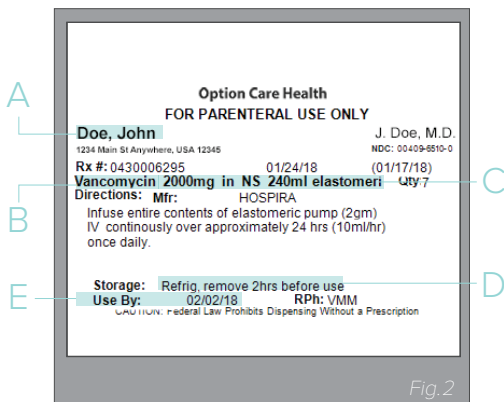 Option Care Health
FOR PARENTERAL USE ONLY
A
Doe, John J. Doe, M.D.
1234 Main St Anywhere, USA 12345 NDC: 00409-6510-0
Rx #: 0430006295 01/24/18 (01/17/18)
B Vancomycin 2000mg in NS 240ml elastomeri Qty:7 C
Directions: Mfr: HOSPIRA
Infuse entire contents of elastomeric pump (2gm)
IV continously over approximately 24 hrs (10ml/hr)
once daily.
Storage: Refrig, remove 2hrs before use D
E Use By: 02/02/18 RPh: VMM
CAUTION: Federal Law Prohibits Dispensing Without a Prescription
Fig.2